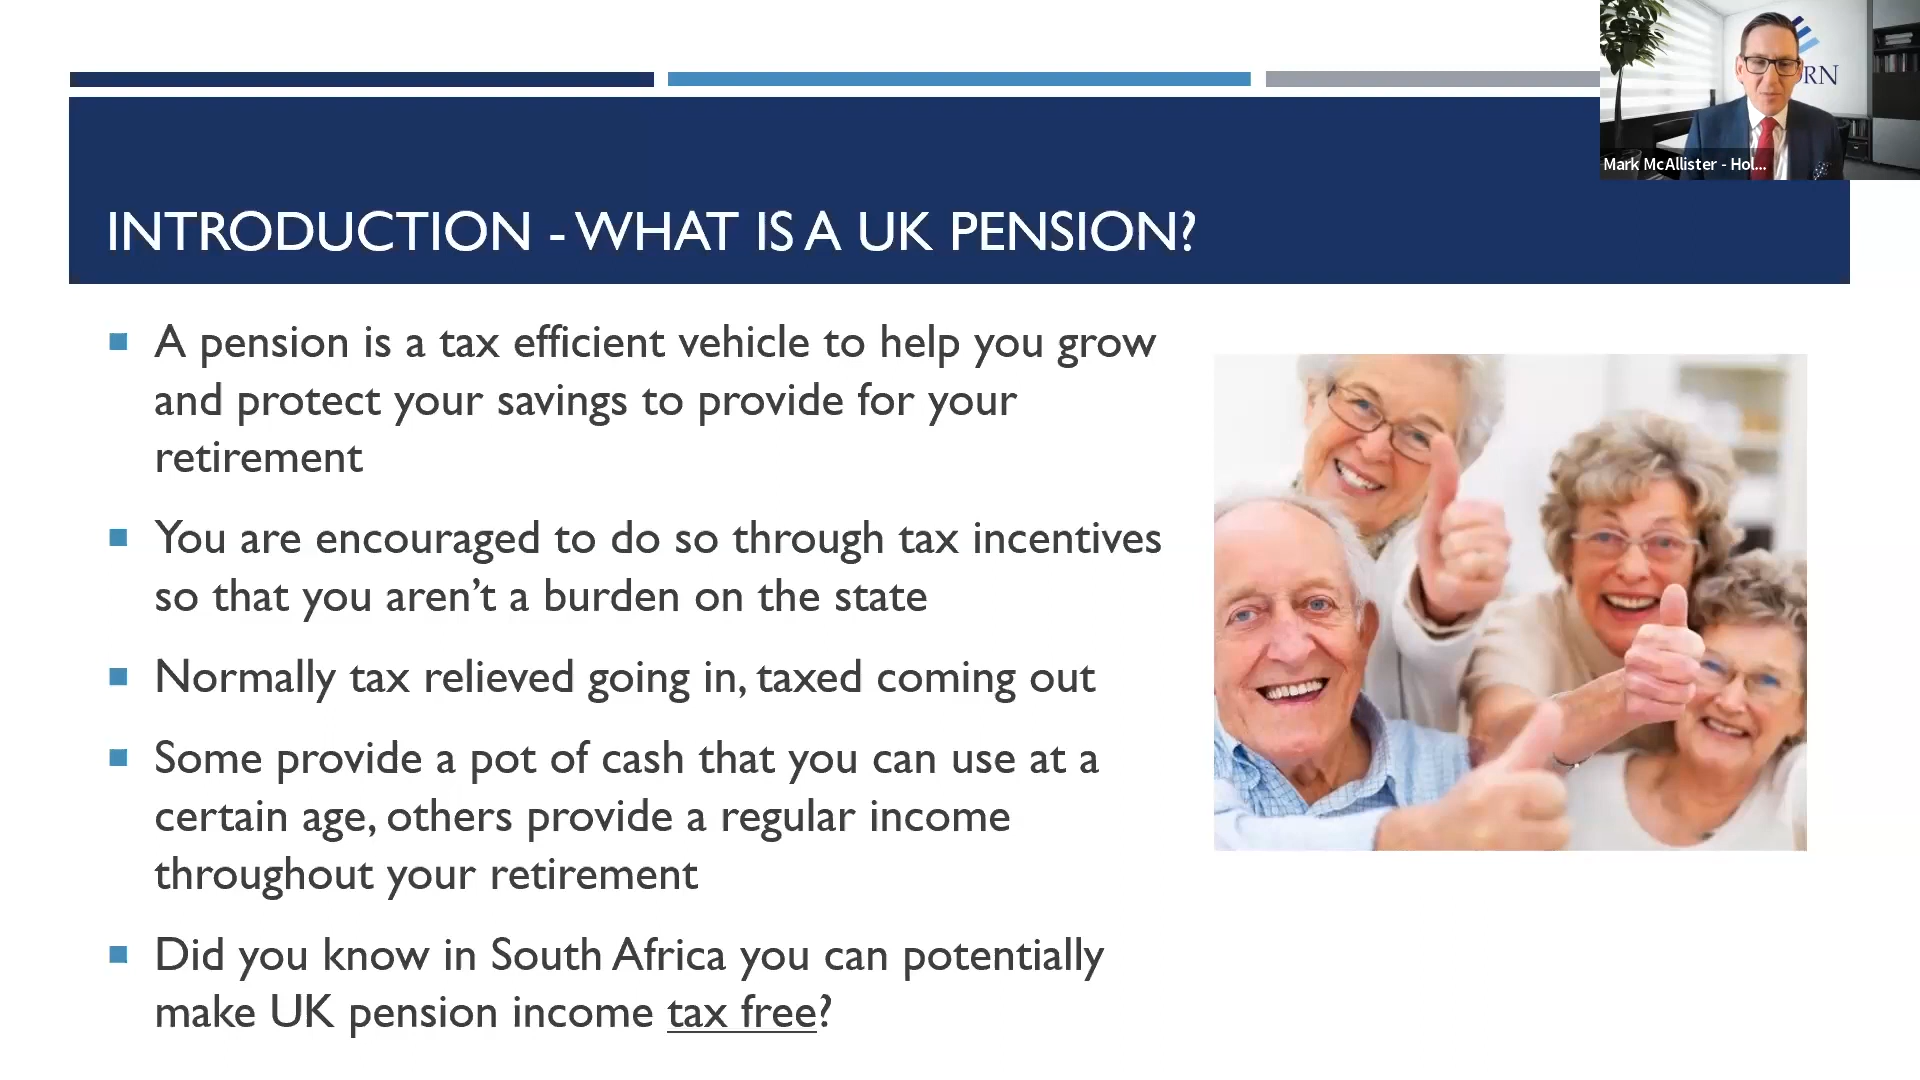 INTRODUCTION - WHAT IS A UK PENSION?
A pension is a tax efficient vehicle to help you grow
and protect your savings to provide for your
retirement
You are encouraged to do so through tax incentives
so that you aren’t a burden on the state
Normally tax relieved going in, taxed coming out
Some provide a pot of cash that you can use at a
certain age, others provide a regular income
throughout your retirement
Did you know in South Africa you can potentially
make UK pension income tax free?
RN
Mark McAllister - Hol...